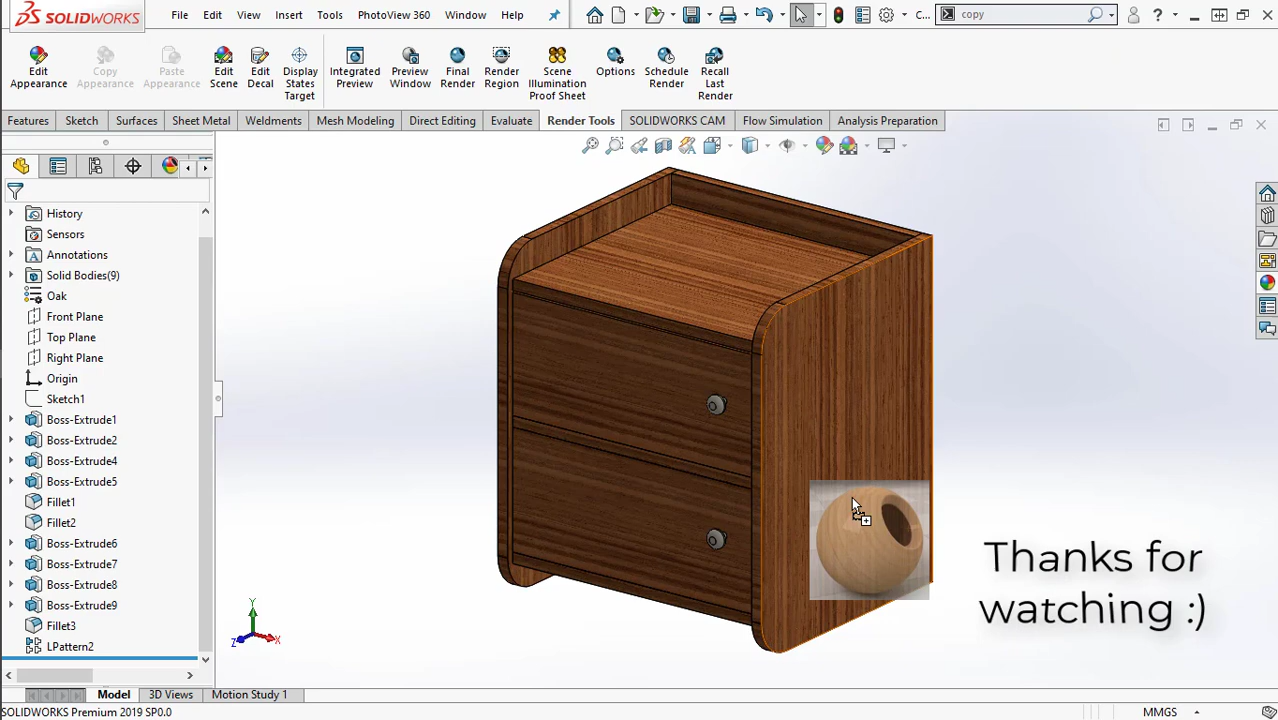 SOLIDWORKS
File
Edit
View
Insert
Tools
PhotoView 360
Window
Help
C...
copy
Edit
Appearance
Copy
Appearance
Paste
Appearance
Edit
Scene
Edit
Decal
Display
States
Target
Integrated
Preview
Preview
Window
Final
Render
Render
Region
Scene
Illumination
Proof Sheet
Options
Schedule
Render
Recall
Last
Render
Features
Sketch
Surfaces
Sheet Metal
Weldments
Mesh Modeling
Direct Editing
Evaluate
Render Tools
SOLIDWORKS CAM
Flow Simulation
Analysis Preparation
History
Sensors
Annotations
Solid Bodies(9)
Oak
Front Plane
Top Plane
Right Plane
Origin
Sketch1
Boss-Extrude1
Boss-Extrude2
Boss-Extrude4
Boss-Extrude5
Fillet1
Fillet2
Boss-Extrude6
Boss-Extrude7
Boss-Extrude8
Boss-Extrude9
Fillet3
LPattern2
Y
Z
X
Thanks for
watching :)
Model
3D Views
Motion Study 1
SOLIDWORKS Premium 2019 SP0.0
MMGS